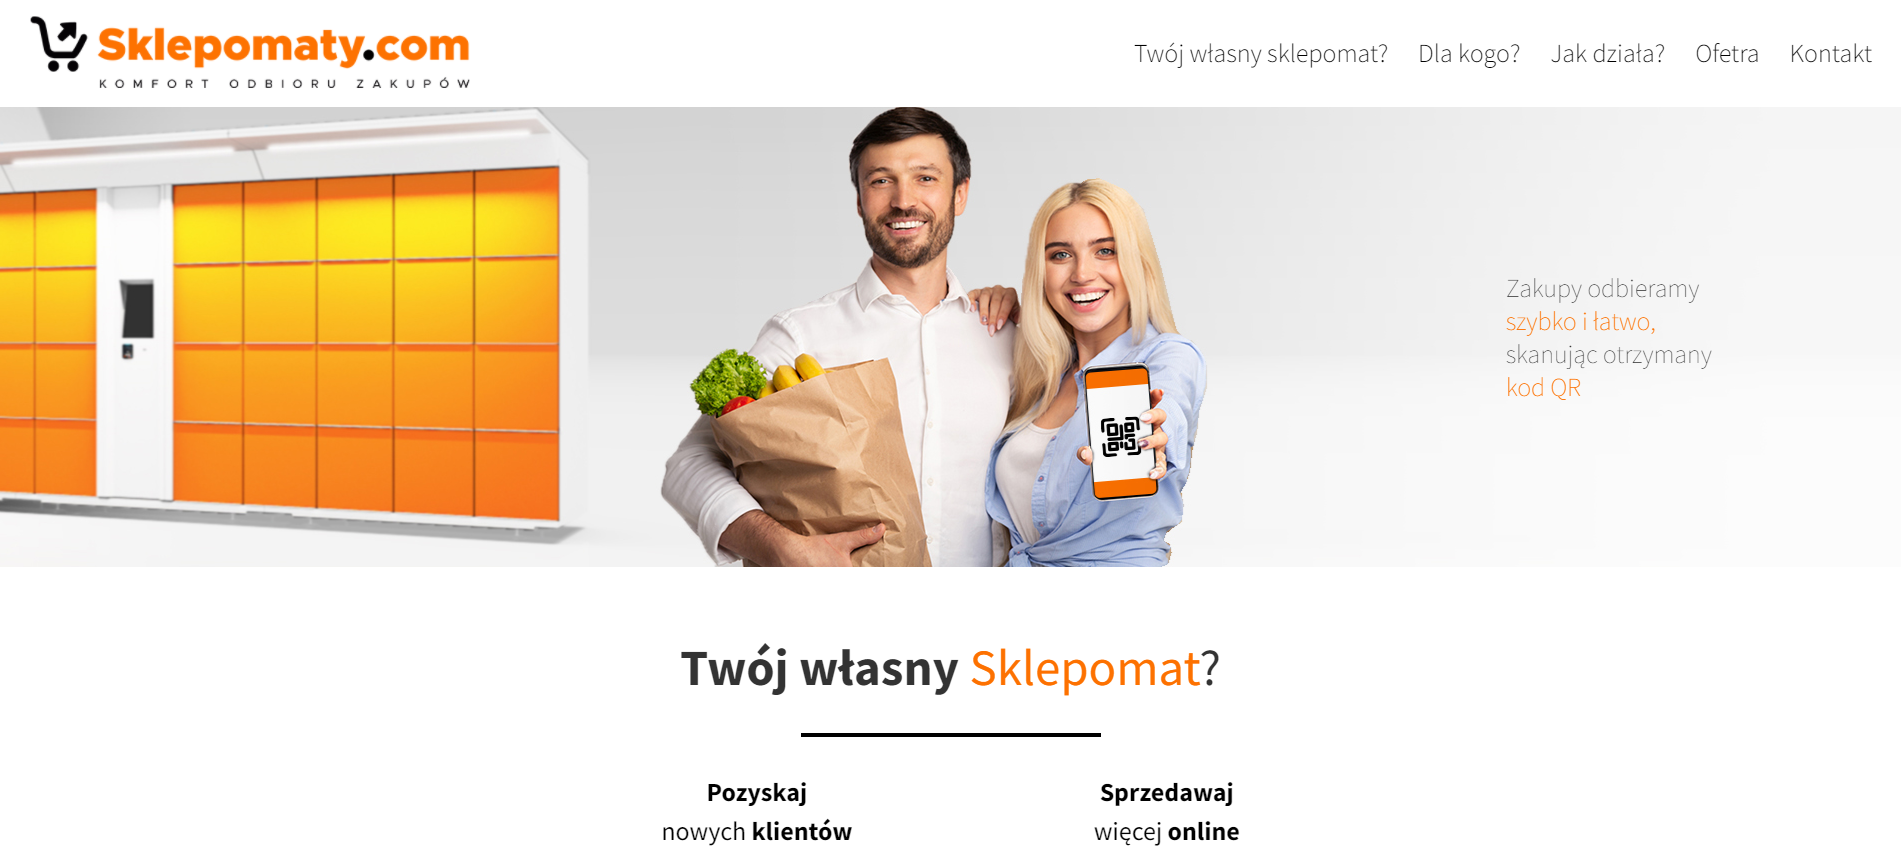 Sklepomaty.com
KOMFORT ODBIORU ZAKUPÓW
Twój własny sklepomat? Dla kogo? Jak działa? Ofetra Kontakt
Zakupy odbieramy
szybko i łatwo,
skanując otrzymany
kod QR
Twój własny Sklepomat?
Pozyskaj
nowych klientów
Sprzedawaj
więcej online